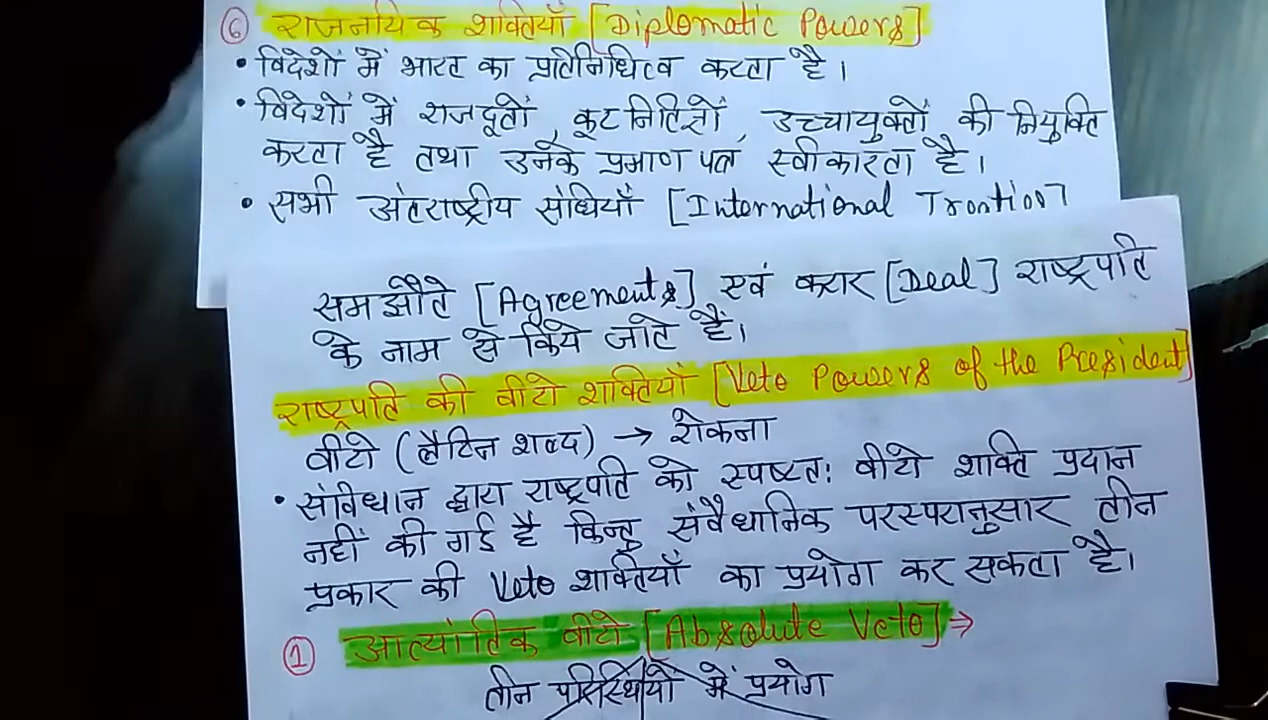 ⑥ राजनयिक शक्तियाँ [Diplomatic Powers]
• विदेशों में भारत का प्रतिनिधित्व करता है।
• विदेशों में राजदूतों, कूटनितिज्ञों, उच्चायुक्तों की नियुक्ति
करता है तथा उनके प्रमाण पत्र स्वीकारता है।
• सभी अंतराष्ट्रीय संधियाँ [International
समझौते [Agreements] एवं करार [Deal] राष्ट्रपति
के नाम से किये जाते हैं।
राष्ट्रपति की वीटो शक्तियाँ [Veto Powers of the President]
वीटो (लैटिन शब्द) → रोकना
• संविधान द्वारा राष्ट्रपति को स्पष्टत: वीटो शक्ति प्रदान
नहीं की गई है किन्तु संवैधानिक परम्परानुसार तीन
प्रकार की Veto शक्तियाँ का प्रयोग कर सकता है।
① आत्यांतिक वीटो [Absolute Veto] →
तीन परिस्थियों में प्रयोग